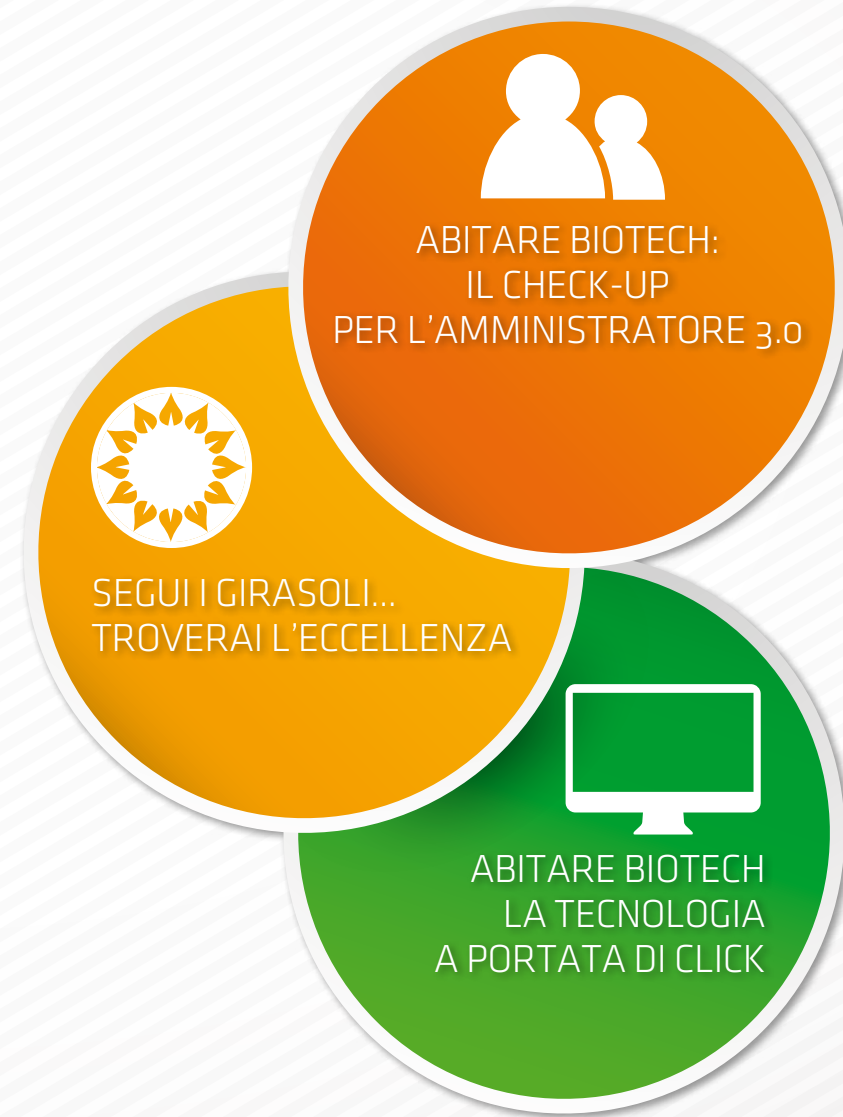 ABITARE BIOTECH:
IL CHECK-UP
PER L’AMMINISTRATORE 3.0
SEGUI I GIRASOLI...
TROVERAI L’ECCELLENZA
ABITARE BIOTECH
LA TECNOLOGIA
A PORTATA DI CLICK